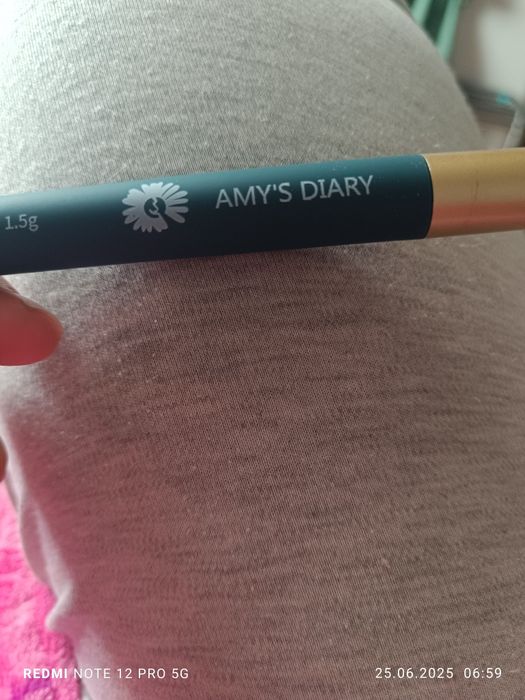 1.5g
AMY'S DIARY
REDMI NOTE 12 PRO 5G
25.06.2025 06:59